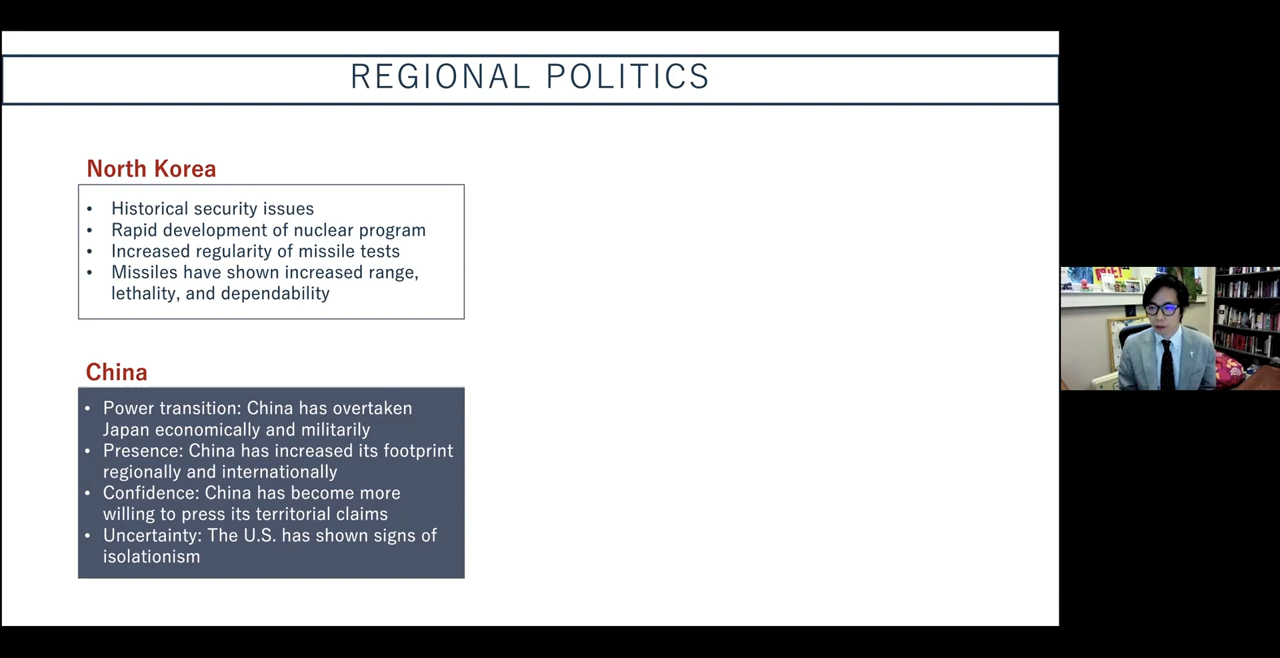 REGIONAL POLITICS
North Korea
• Historical security issues
• Rapid development of nuclear program
• Increased regularity of missile tests
• Missiles have shown increased range,
lethality, and dependability
China
• Power transition: China has overtaken
Japan economically and militarily
• Presence: China has increased its footprint
regionally and internationally
• Confidence: China has become more
willing to press its territorial claims
• Uncertainty: The U.S. has shown signs of
isolationism